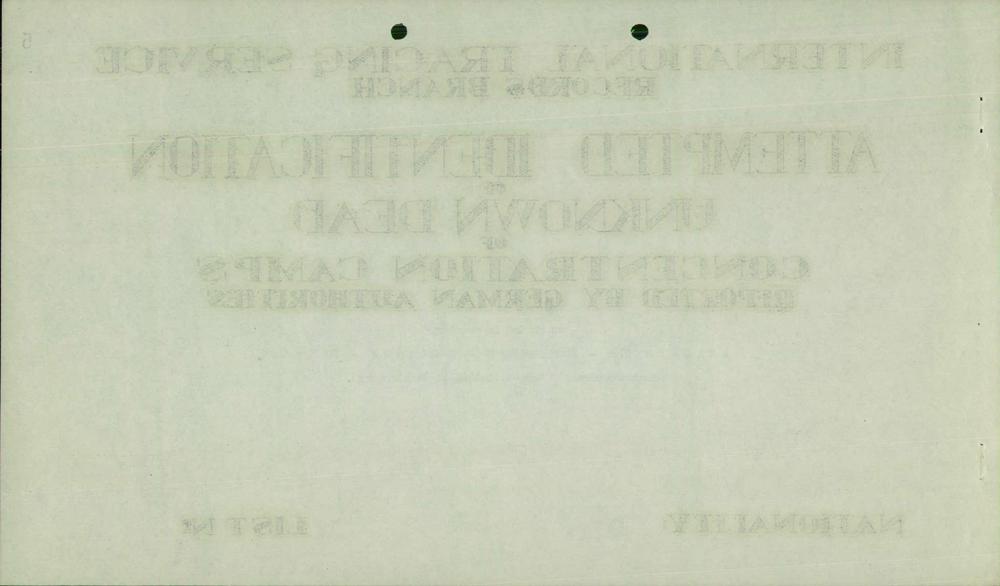 5
INTERNATIONAL TRACING SERVICE
RECORDS BRANCH
ATTEMPTED IDENTIFICATION
OF
UNKNOWN DEAD
OF
CONCENTRATION CAMPS
REPORTED BY GERMAN AUTHORITIES
NATIONALITY LIST Nº